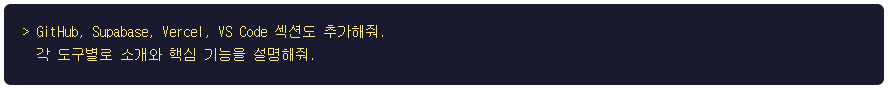 > GitHub, Supabase, Vercel, VS Code 섹션도 추가해줘.
각 도구별로 소개와 핵심 기능을 설명해줘.